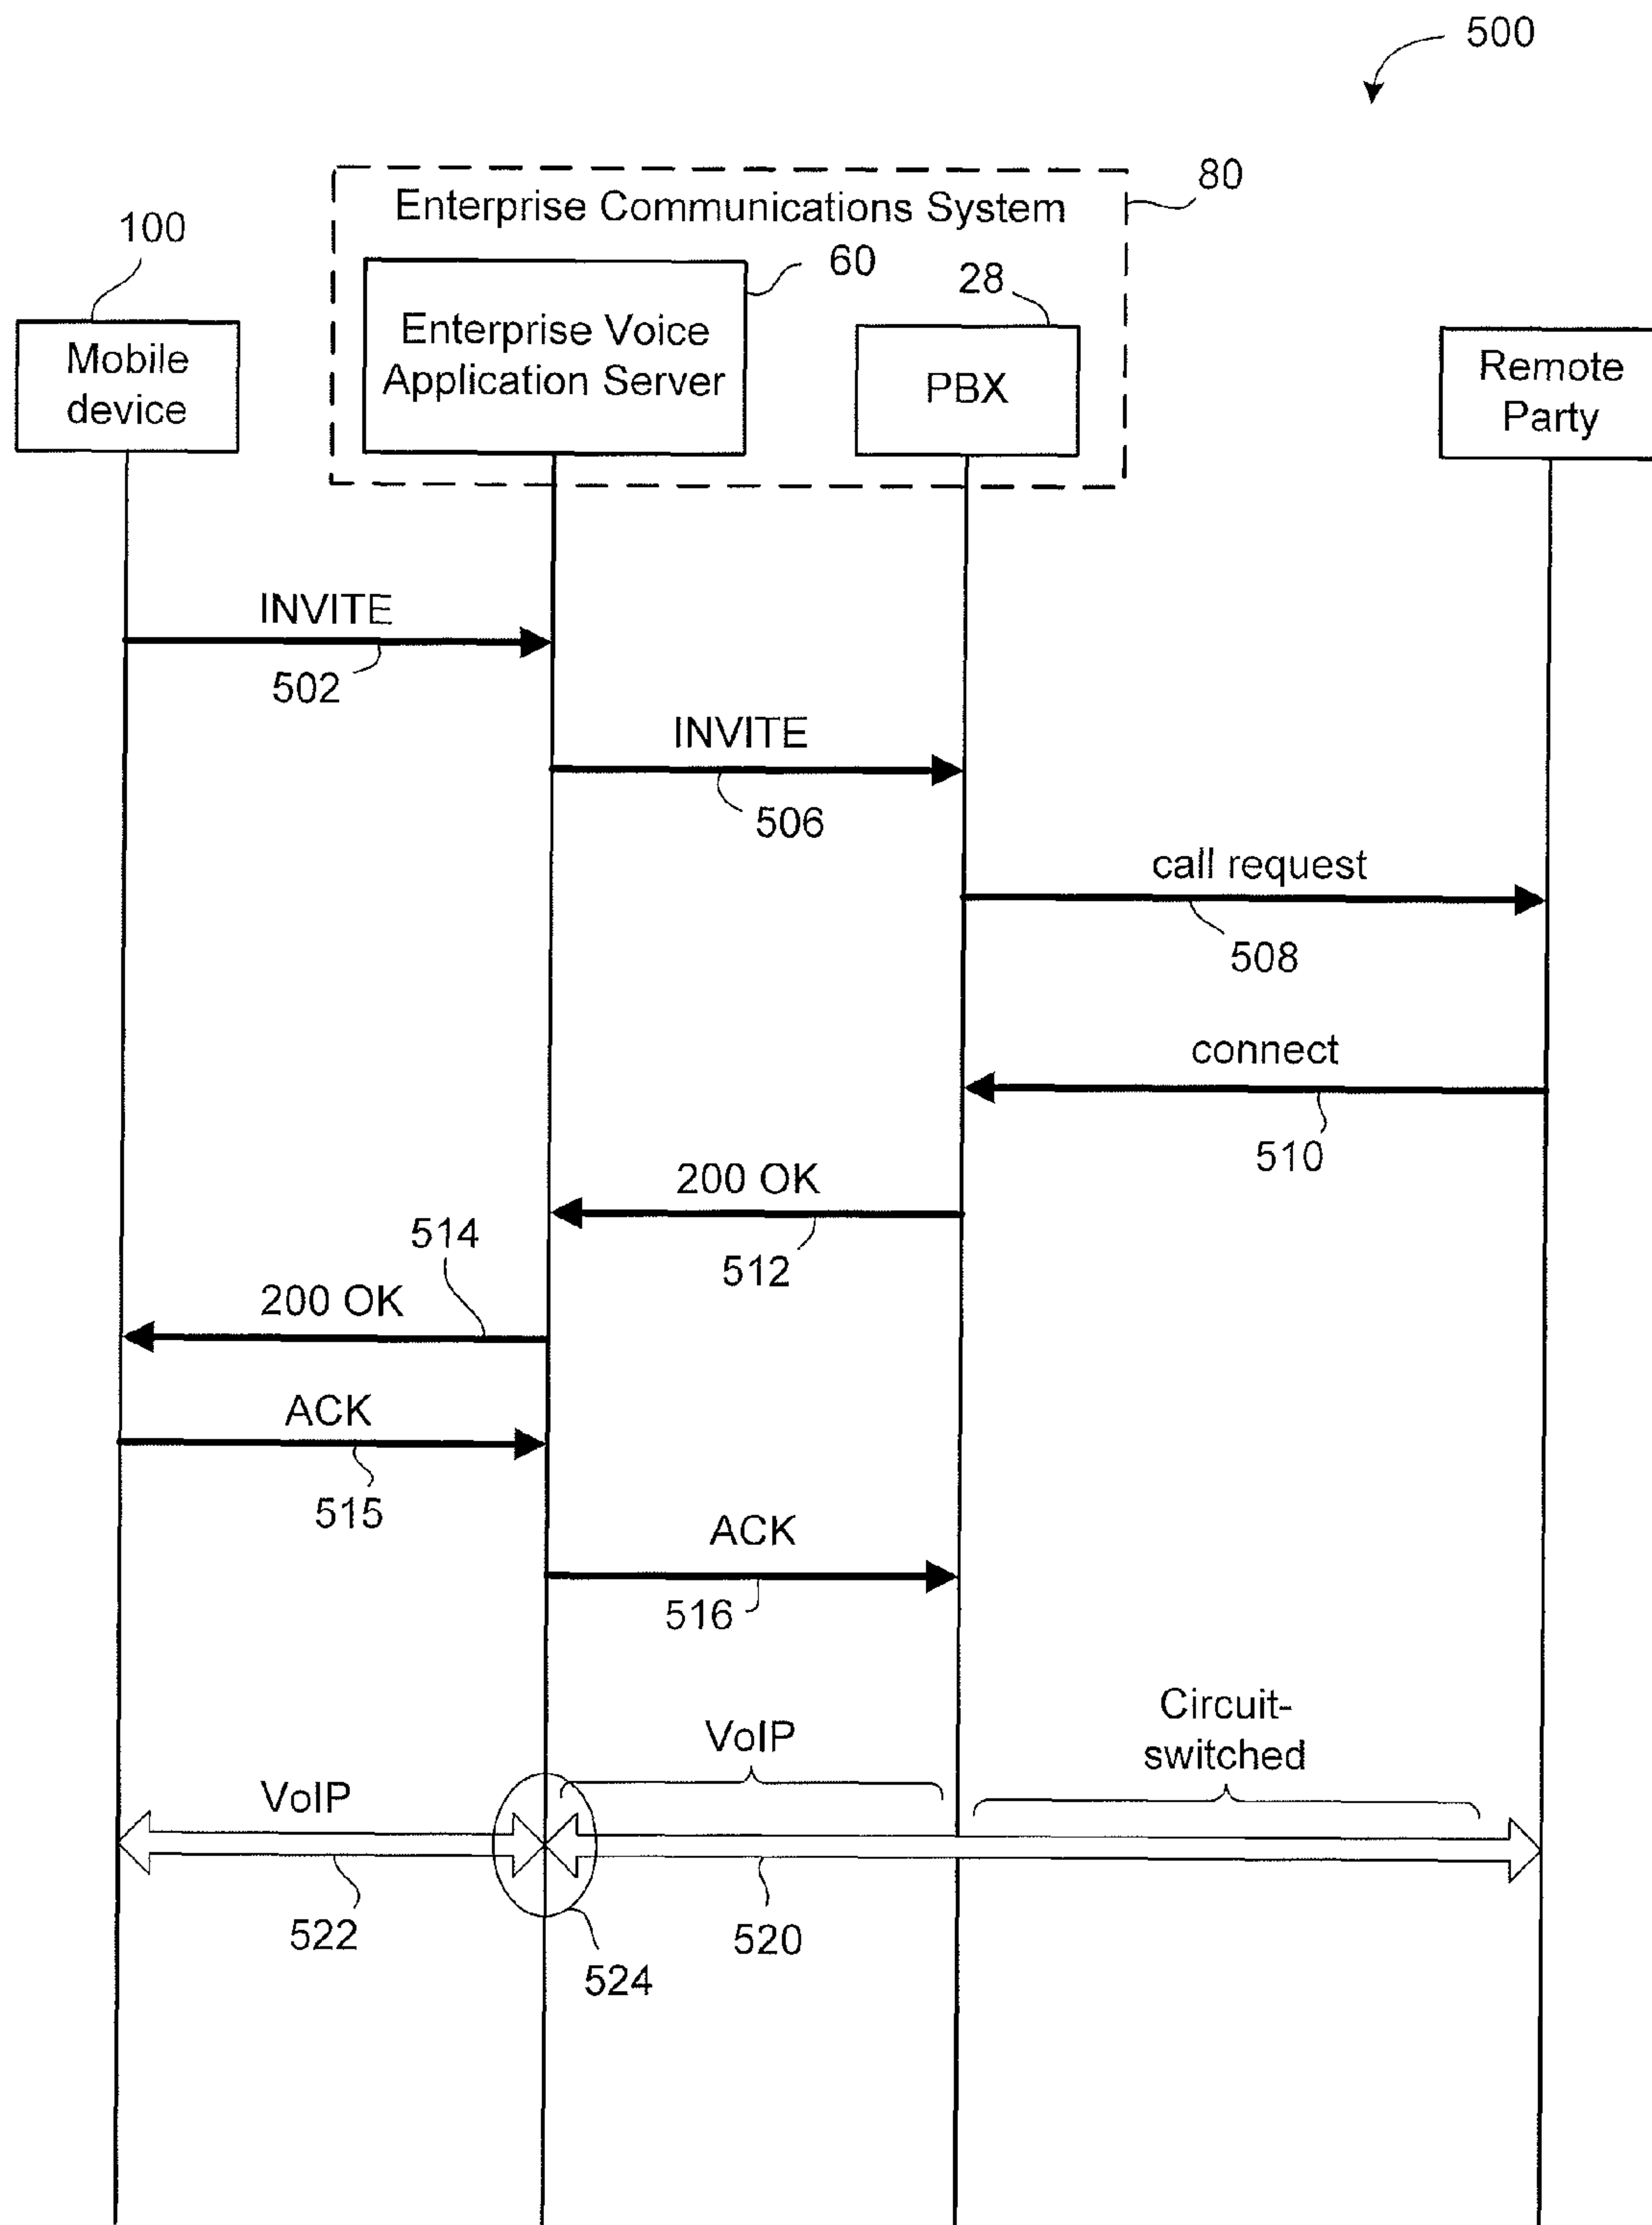 500
80
Enterprise Communications System
100
60
28
Mobile
device
Enterprise Voice
Application Server
PBX
Remote
Party
INVITE
502
INVITE
506
call request
508
connect
510
200 OK
512
514
200 OK
ACK
515
ACK
516
Circuit-
switched
VoIP
VoIP
522
520
524